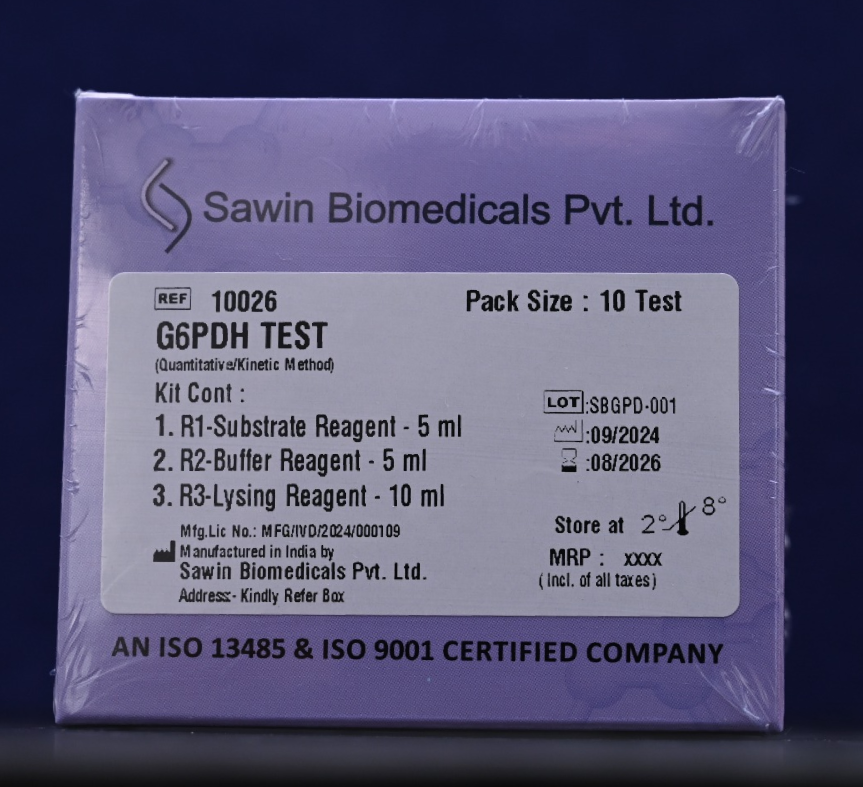 Sawin Biomedicals Pvt. Ltd.
REF 10026
Pack Size : 10 Test
G6PDH TEST
(Quantitative/Kinetic Method)
Kit Cont :
1. R1-Substrate Reagent - 5 ml
2. R2-Buffer Reagent - 5 ml
3. R3-Lysing Reagent - 10 ml
LOT :SBGPD-001
:09/2024
:08/2026
Mfg.Lic No.: MFG/IVD/2024/000109
Manufactured in India by
Sawin Biomedicals Pvt. Ltd.
Address:- Kindly Refer Box
Store at 2° 8°
MRP : xxxx
(Incl. of all taxes)
AN ISO 13485 & ISO 9001 CERTIFIED COMPANY